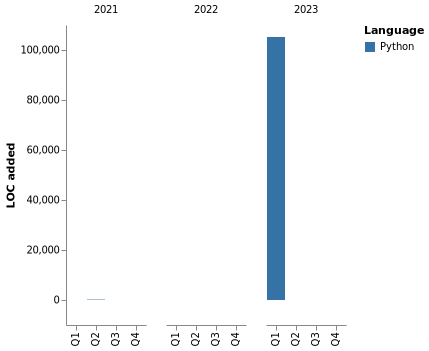 2021 2022 2023
Language
Python
LOC added
100,000
80,000
60,000
40,000
20,000
0
Q1 Q2 Q3 Q4 Q1 Q2 Q3 Q4 Q1 Q2 Q3 Q4